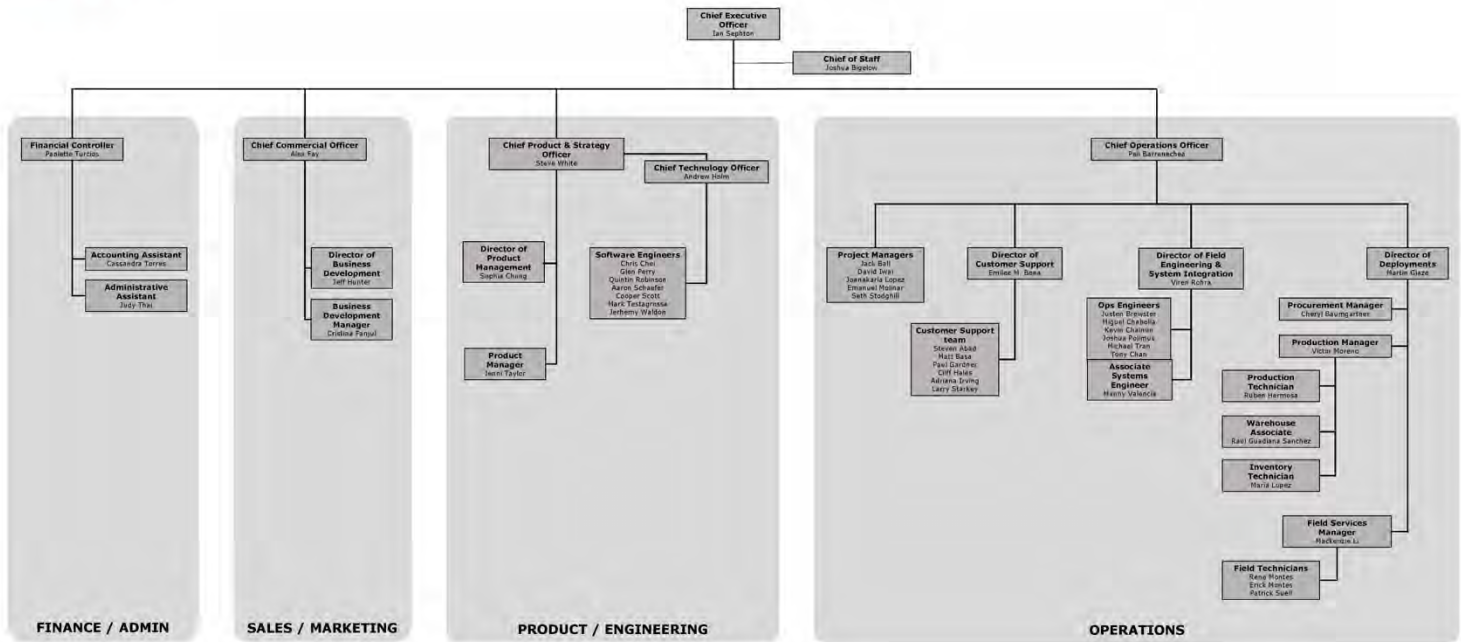 Chief Executive
Officer
Ian Sephton
Chief of Staff
Joshua Bigelow
Financial Controller
Paulette Turcios
Accounting Assistant
Cassandra Torres
Administrative
Assistant
Judy Thai
FINANCE / ADMIN
Chief Commercial Officer
Alex Fay
Director of
Business
Development
Jeff Hunter
Business
Development
Manager
Cristina Fanjul
SALES / MARKETING
Chief Product & Strategy
Officer
Steve White
Chief Technology Officer
Andrew Holm
Director of
Product
Management
Sophia Cheng
Product
Manager
Jenni Taylor
Software Engineers
Chris Choi
Glen Perry
Quintin Robinson
Aaron Schaefer
Cooper Scott
Mark Testagrossa
Jerhemy Waldon
PRODUCT / ENGINEERING
Chief Operations Officer
Project Managers
Jack Ball
David Iwai
Lopez
Emanuel Molinar
Seth Stodghill
Director of
Customer Support
Emilee M.
Customer Support
team
Steven Abad
Matt Basa
Paul Gardner
Cliff Hales
Adriana Irving
Larry Starkey
Director of Field
Engineering &
System Integration
Viren Rohra
Ops Engineers
Justen Brewster
Miguel Chebolla
Kevin
Joshua Polimus
Michael Tran
Tony Chan
Associate
Systems
Engineer
Manny Valencia
Director of
Deployments
Martin Glaze
Procurement Manager
Cheryl Baumgartner
Production Manager
Victor Moreno
Production
Technician
Ruben Hermosa
Warehouse
Associate
Guadiana Sanchez
Inventory
Technician
Maria Lopez
Field Services
Manager
Mackenzie Li
Field Technicians
Rene Montes
Erick Montes
Patrick Suell
OPERATIONS